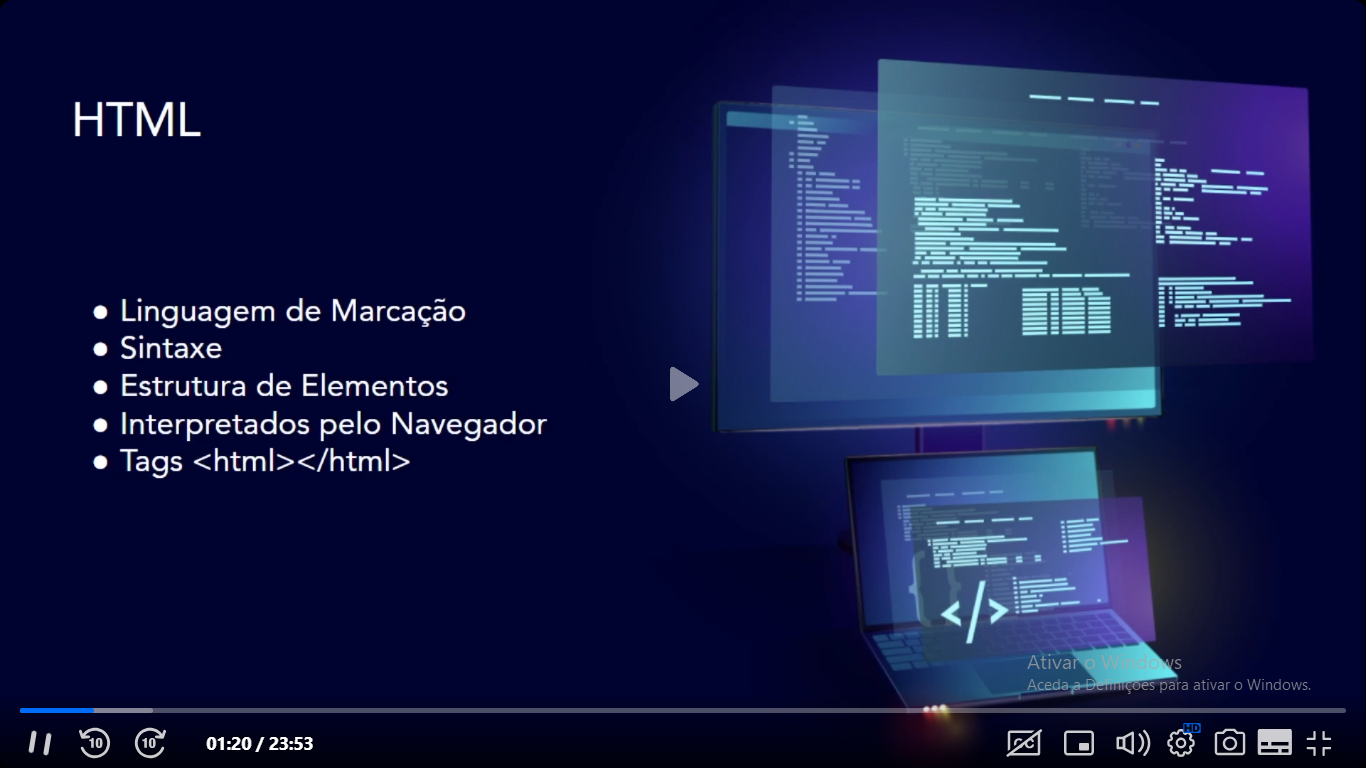 HTML
● Linguagem de Marcação
● Sintaxe
● Estrutura de Elementos
● Interpretados pelo Navegador
● Tags <html></html>
</>
Ativar o Windows
Aceda a Definições para ativar o Windows.
10
10
01:20 / 23:53
CC
HD